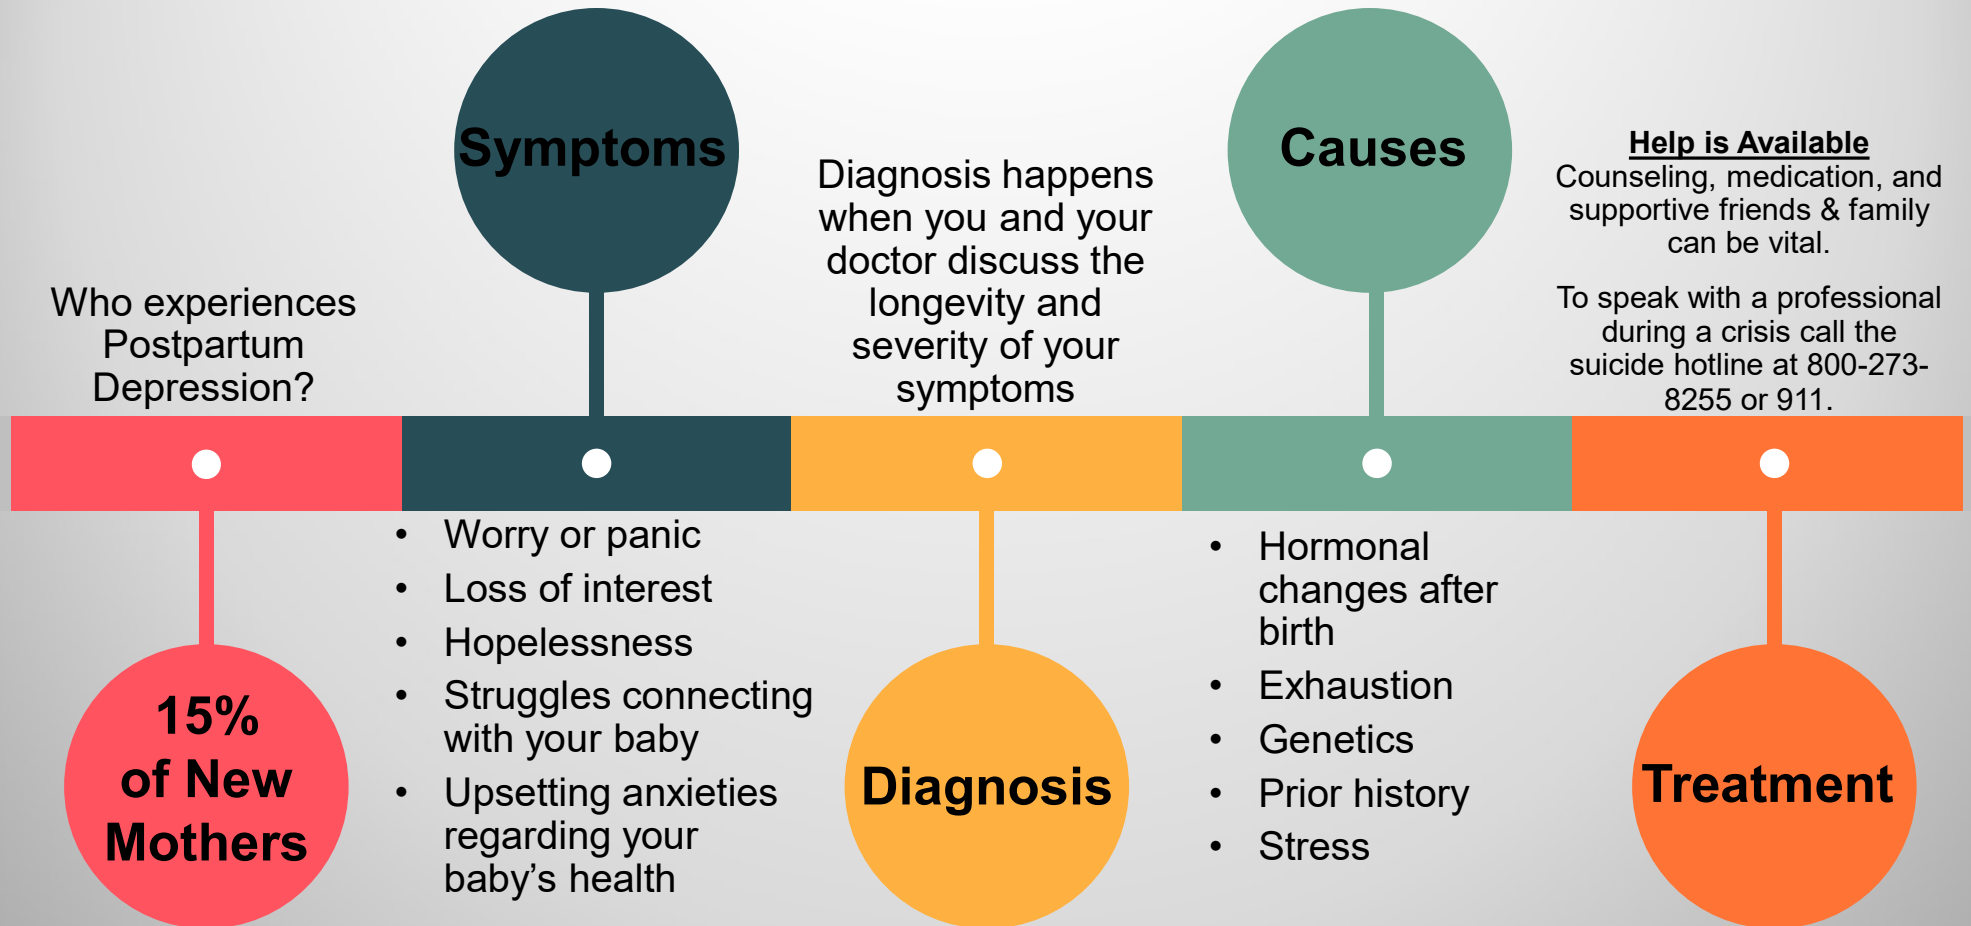 Who experiences
Postpartum
Depression?
15%
of New
Mothers
Symptoms
• Worry or panic
• Loss of interest
• Hopelessness
• Struggles connecting
with your baby
• Upsetting anxieties
regarding your
baby’s health
Diagnosis happens
when you and your
doctor discuss the
longevity and
severity of your
symptoms
Diagnosis
Causes
• Hormonal
changes after
birth
• Exhaustion
• Genetics
• Prior history
• Stress
Help is Available
Counseling, medication, and
supportive friends & family
can be vital.
To speak with a professional
during a crisis call the
suicide hotline at 800-273-
8255 or 911.
Treatment